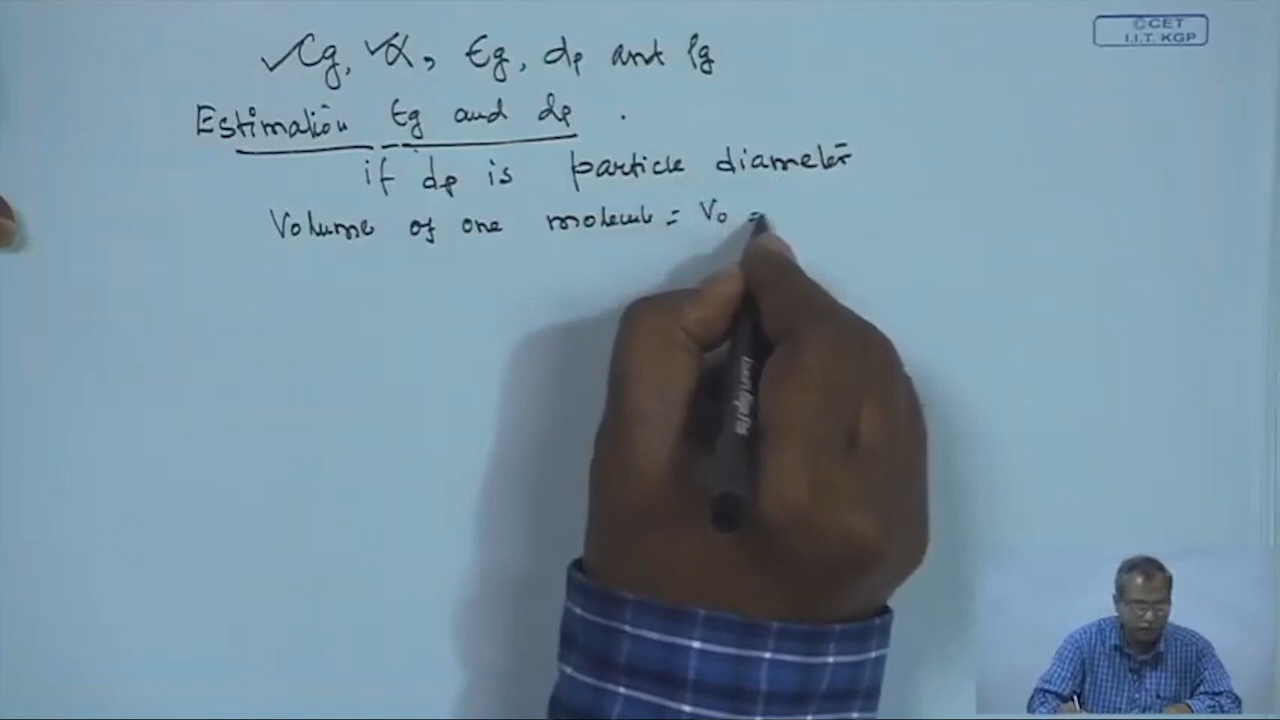 ✓Cg, ✓α, εg, dp and ρg
©CET
I.I.T. KGP
Estimation εg and dp .
if dp is particle diameter
Volume of one molecule = V₀ =